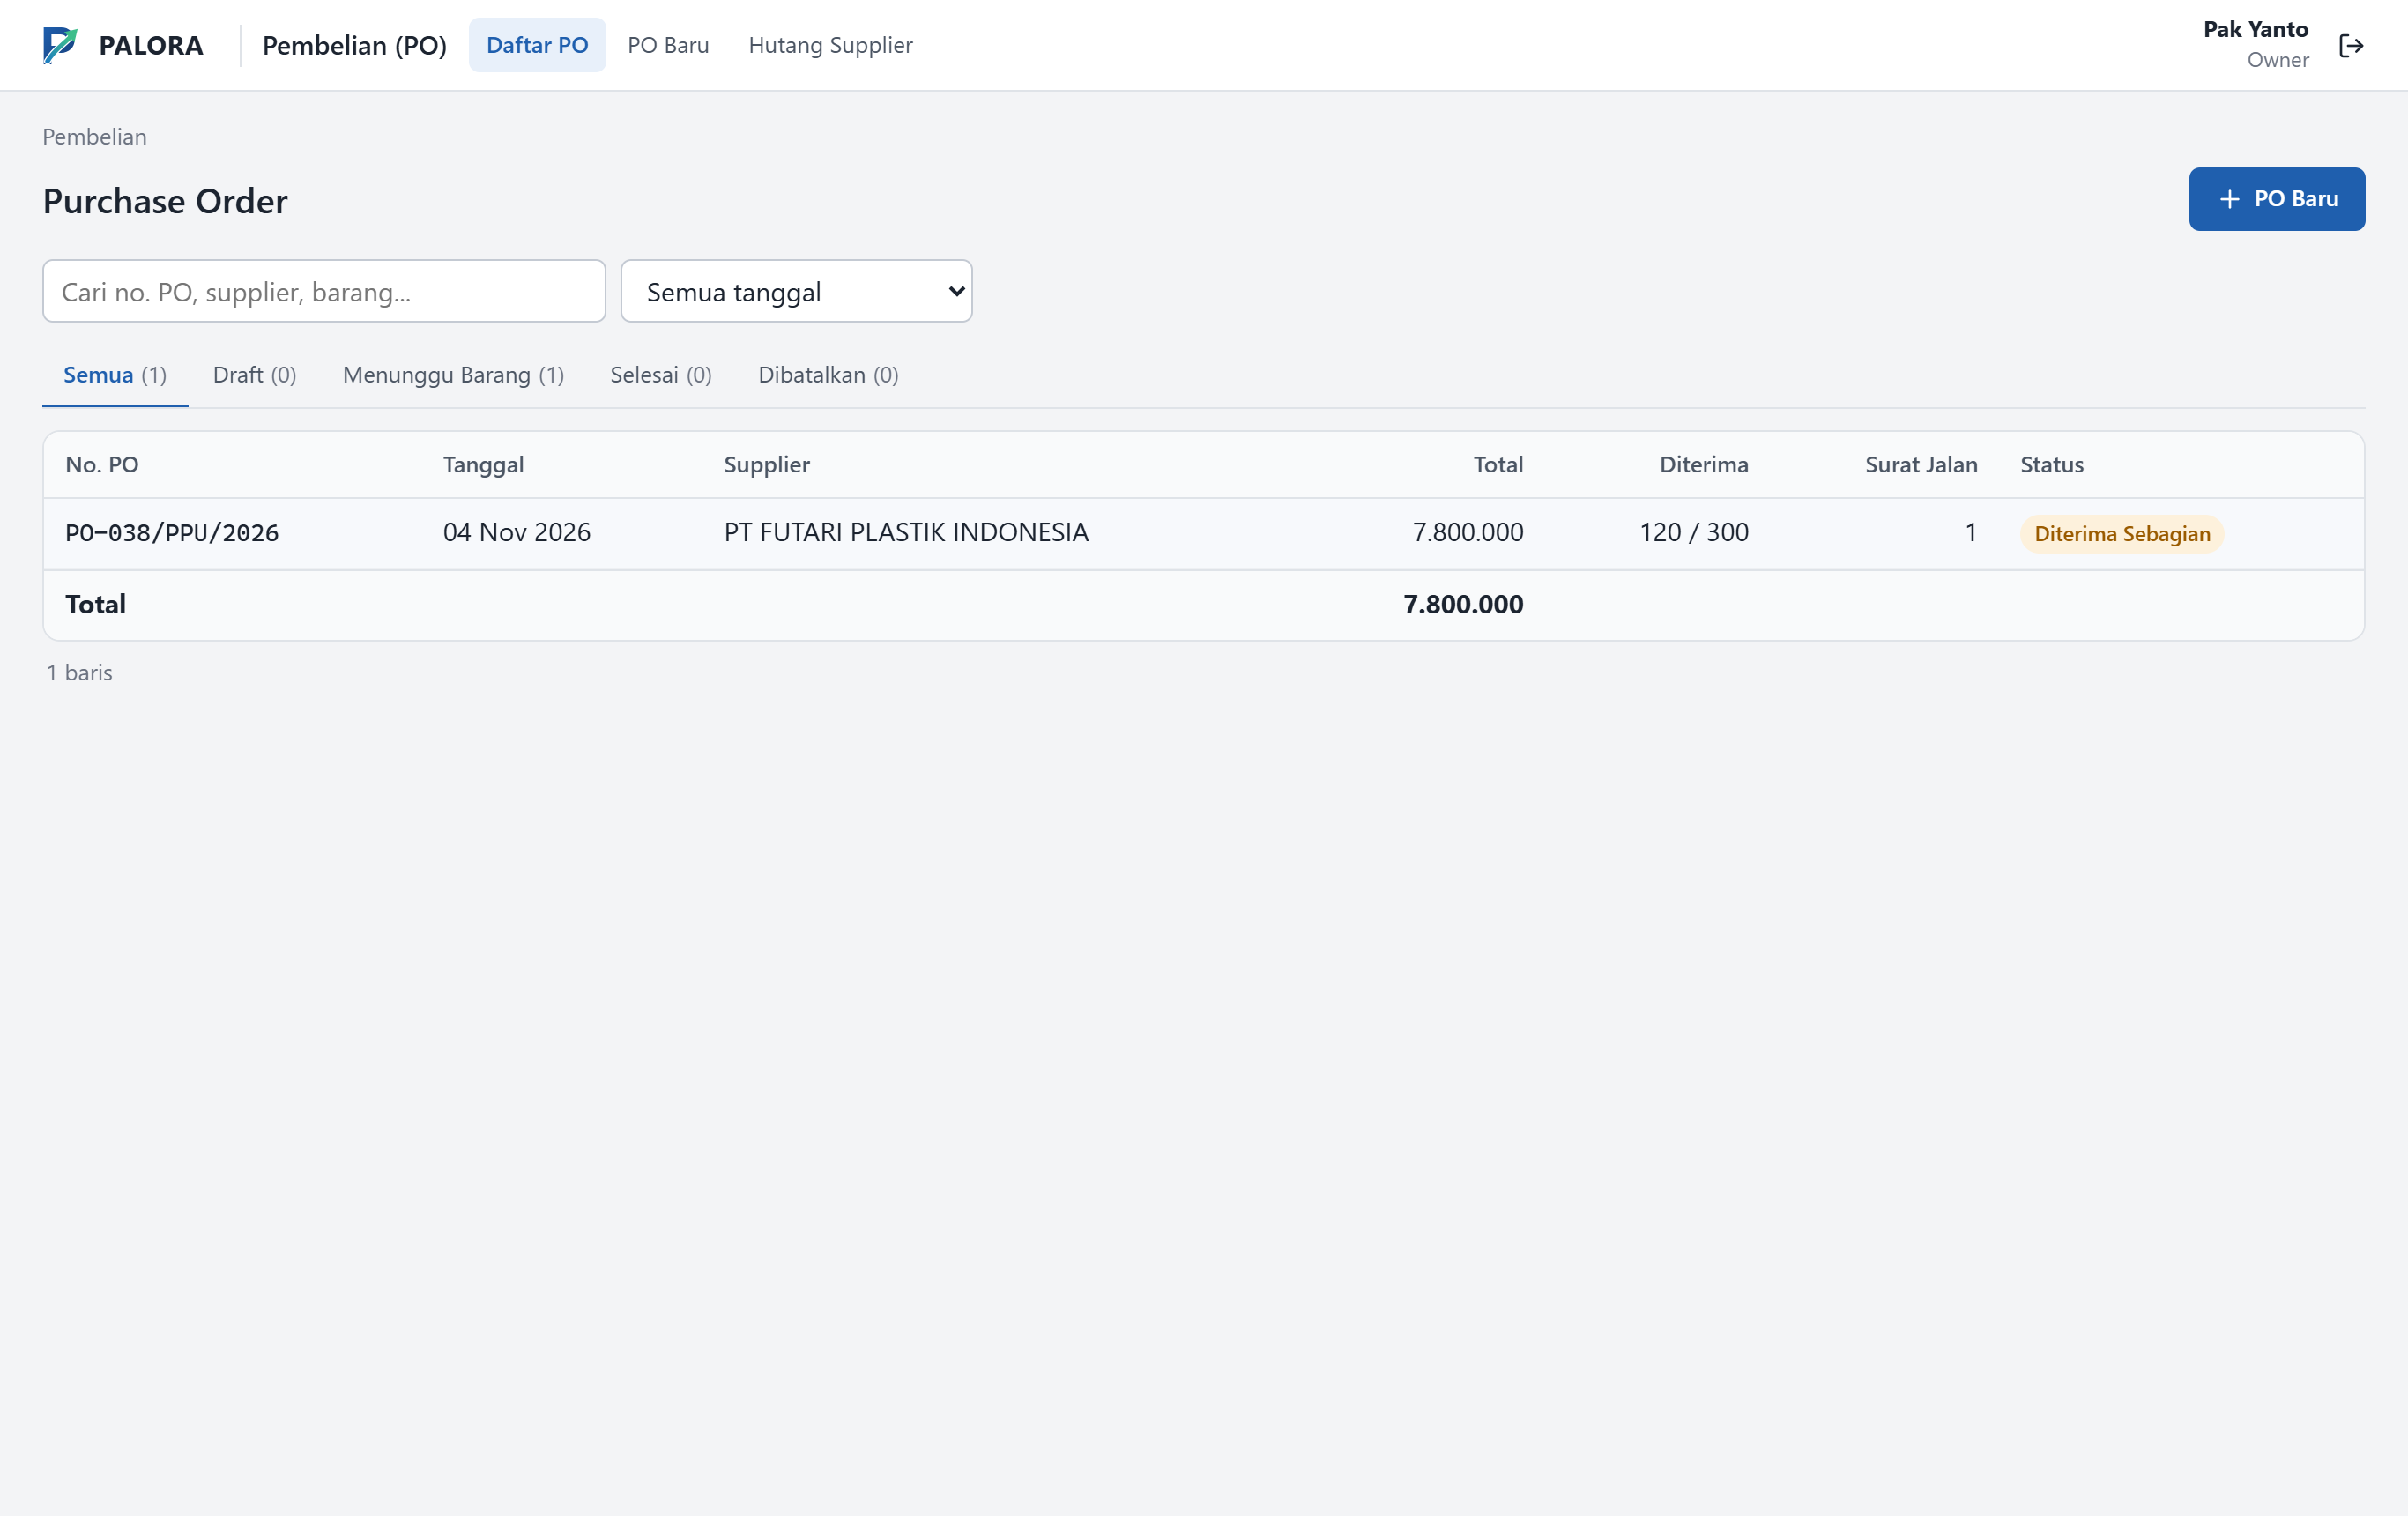 PALORA Pembelian (PO) Daftar PO PO Baru Hutang Supplier Pak Yanto
Owner
Pembelian
Purchase Order
+ PO Baru
Cari no. PO, supplier, barang... Semua tanggal
Semua (1) Draft (0) Menunggu Barang (1) Selesai (0) Dibatalkan (0)
No. PO Tanggal Supplier Total Diterima Surat Jalan Status
PO-038/PPU/2026 04 Nov 2026 PT FUTARI PLASTIK INDONESIA 7.800.000 120 / 300 1 Diterima Sebagian
Total 7.800.000
1 baris